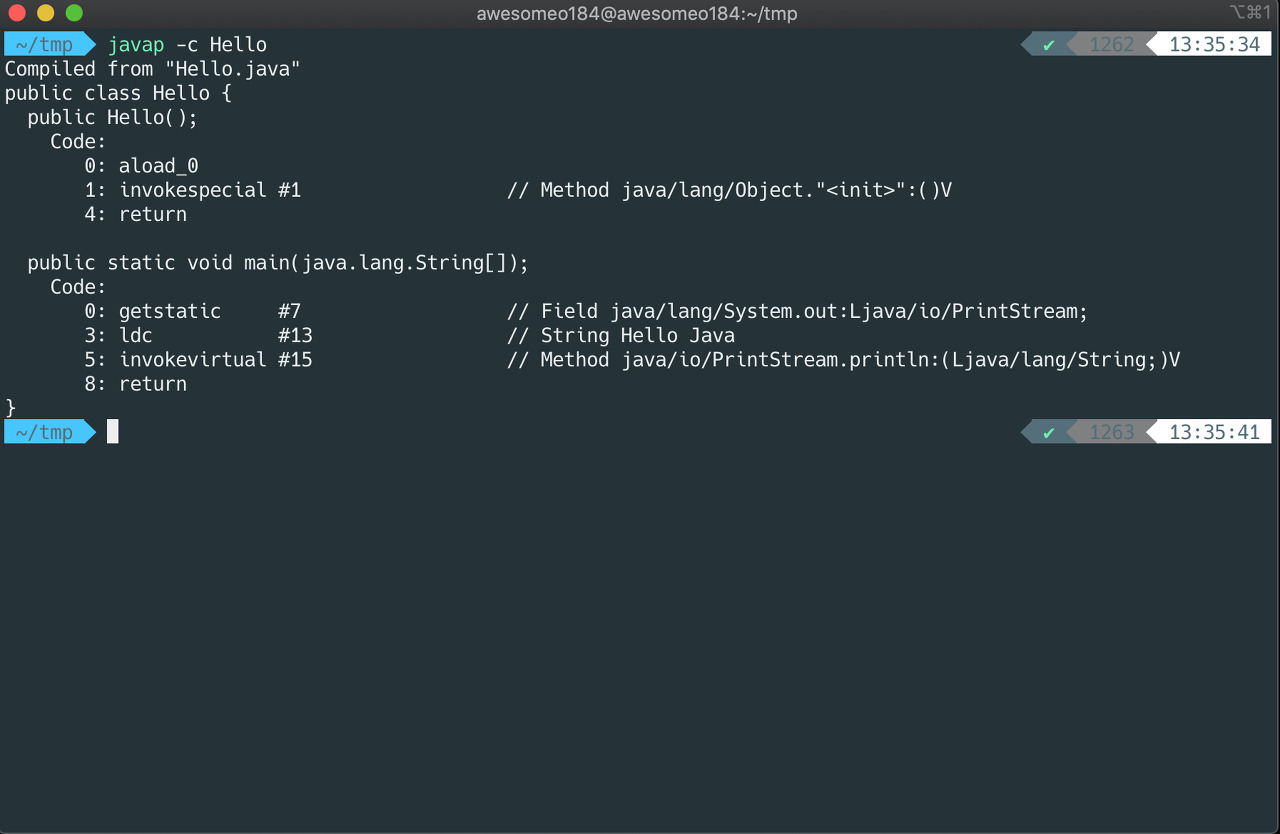 awesomeo184@awesomeo184:~/tmp ⌥⌘1
~/tmp javap -c Hello ✔ 1262 13:35:34
Compiled from "Hello.java"
public class Hello {
  public Hello();
    Code:
       0: aload_0
       1: invokespecial #1                  // Method java/lang/Object."<init>":()V
       4: return

  public static void main(java.lang.String[]);
    Code:
       0: getstatic     #7                  // Field java/lang/System.out:Ljava/io/PrintStream;
       3: ldc           #13                 // String Hello Java
       5: invokevirtual #15                 // Method java/io/PrintStream.println:(Ljava/lang/String;)V
       8: return
}
~/tmp ✔ 1263 13:35:41